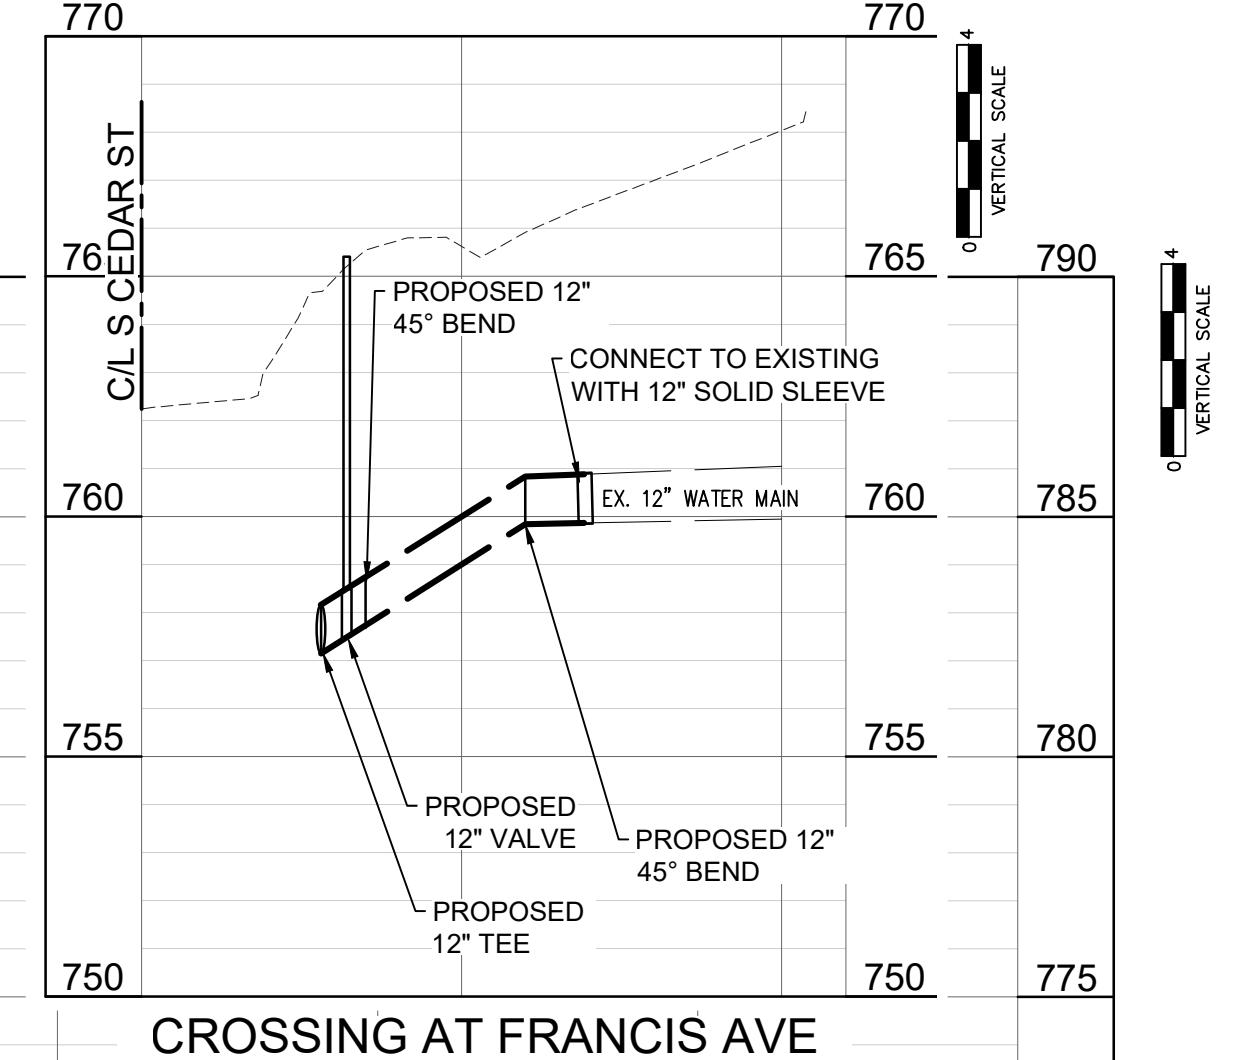 770
770
4
0
VERTICAL SCALE
C/L S CEDAR ST
765
790
4
0
VERTICAL SCALE
PROPOSED 12"
45° BEND
CONNECT TO EXISTING
WITH 12" SOLID SLEEVE
760
EX. 12" WATER MAIN
760
785
755
755
780
PROPOSED
12" VALVE
PROPOSED 12"
45° BEND
PROPOSED
12" TEE
750
750
775
CROSSING AT FRANCIS AVE